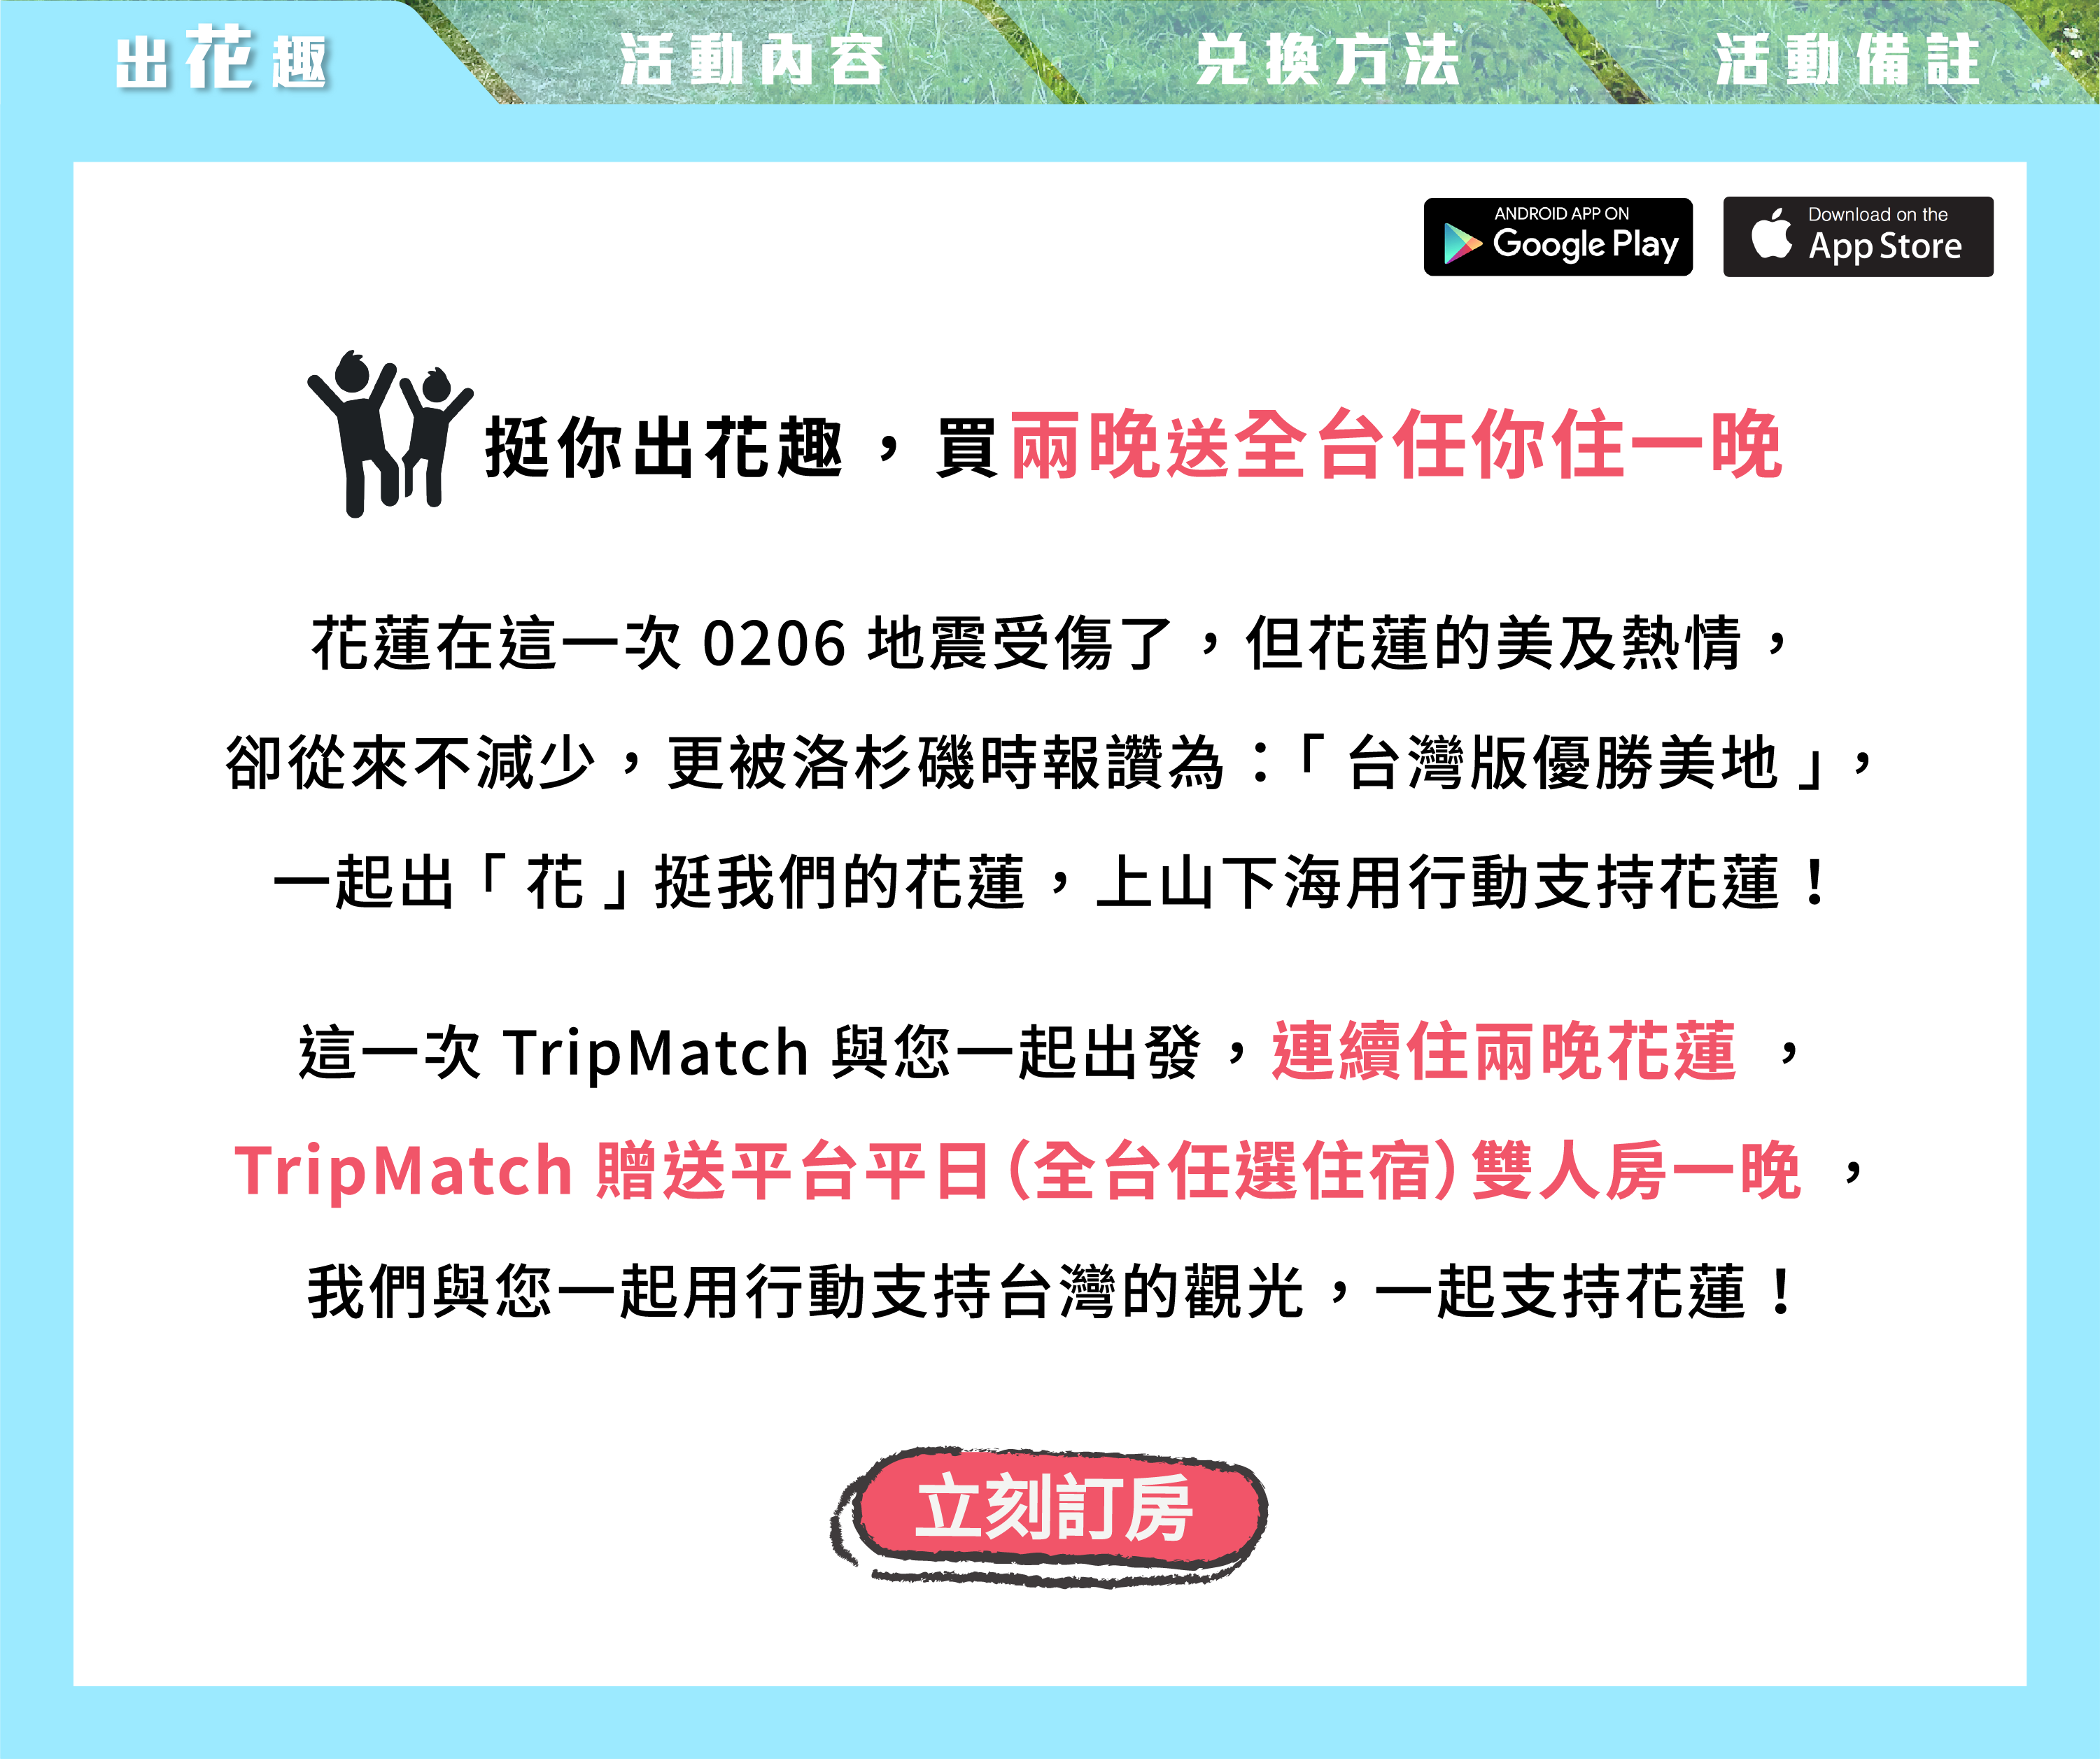 出花趣
活動內容
兌換方法
活動備註
ANDROID APP ON
Google Play
Download on the
App Store
挺你出花趣，買兩晚送全台任你住一晚
花蓮在這一次 0206 地震受傷了，但花蓮的美及熱情，
卻從來不減少，更被洛杉磯時報讚為：「台灣版優勝美地」，
一起出「花」挺我們的花蓮，上山下海用行動支持花蓮！
這一次 TripMatch 與您一起出發，連續住兩晚花蓮，
TripMatch 贈送平台平日（全台任選住宿）雙人房一晚，
我們與您一起用行動支持台灣的觀光，一起支持花蓮！
立刻訂房